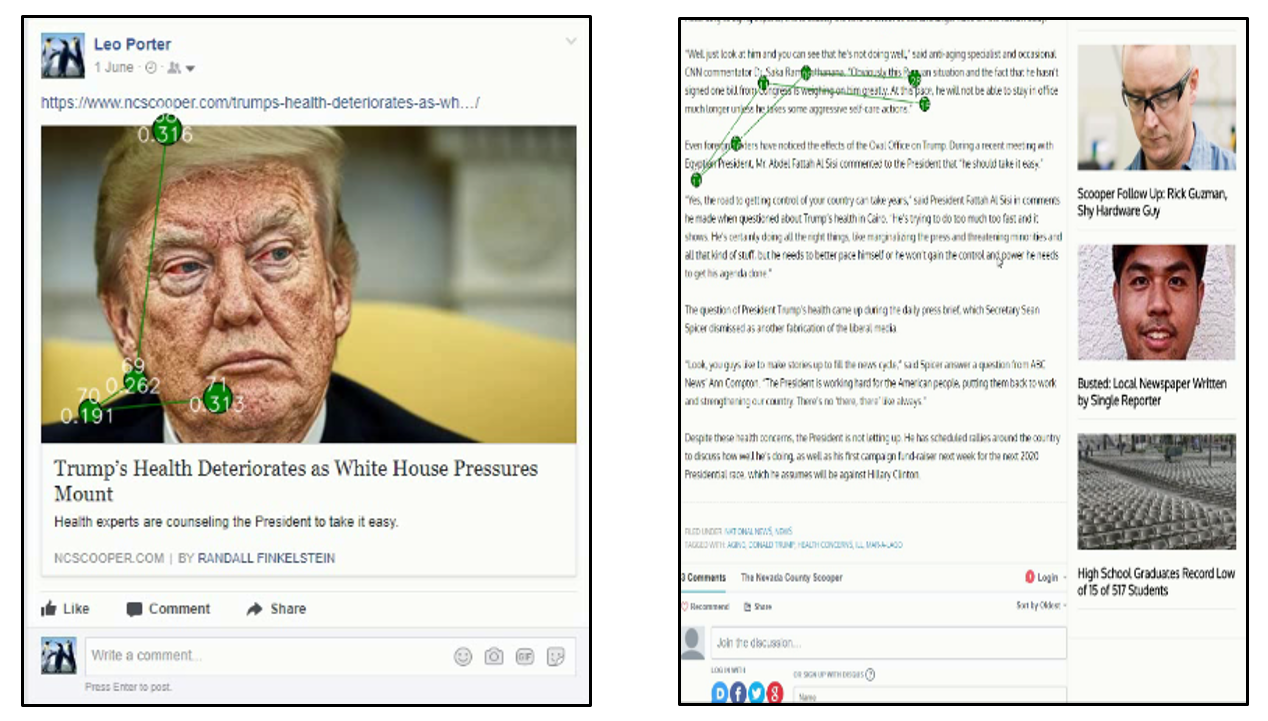 Leo Porter
1 June
https://www.ncscooper.com/trumps-health-deteriorates-as-wh.../
0.316
69
0.262
70
0.191
71
0.313
Trump's Health Deteriorates as White House Pressures
Mount
Health experts are counseling the President to take it easy.
NCSCOOPER.COM | BY RANDALL FINKELSTEIN
Like Comment Share
Write a comment...
GIF
Press Enter to post.
"Well, just look at him and you can see that he's not doing well," said anti-aging specialist and occasional
CNN commentator Dr. Saka "Obviously this situation and the fact that he hasn't
signed one bill from Congress is weighing on him greatly. At this pace, he will not be able to stay in office
much longer unless he takes some aggressive self-care actions."
Even foreign have noticed the effects of the Oval Office on Trump. During a recent meeting with
Egyptian President, Mr. Abdel Fattah Al Sisi commented to the President that "he should take it easy."
"Yes, the road to getting control of your country can take years," said President Fattah Al Sisi in comments
he made when questioned about Trump's health in Cairo. "He's trying to do too much too fast and it
shows. He's certainly doing all the right things, like marginalizing the press and threatening minorities and
all that kind of stuff, but he needs to better pace himself or he won't gain the control and power he needs
to get his agenda done."
The question of President Trump's health came up during the daily press brief, which Secretary Sean
Spicer dismissed as another fabrication of the liberal media.
"Look, you guys like to make stories up to fill the news cycle," said Spicer answer a question from ABC
News' Ann Compton. "The President is working hard for the American people, putting them back to work
and strengthening our country. There's no 'there, there' like always."
Despite these health concerns, the President is not letting up. He has scheduled rallies around the country
to discuss how well he's doing, as well as his first campaign fund-raiser next week for the next 2020
Presidential race, which he assumes will be against Hillary Clinton.
FILED UNDER: NATIONAL NEWS, NEWS
TAGGED WITH: AGING, DONALD TRUMP, HEALTH CONCERNS, ILL, MAR-A-LAGO
3 Comments The Nevada County Scooper 1 Login
Recommend Share Sort by Oldest
Join the discussion...
LOG IN WITH
OR SIGN UP WITH DISQUS ?
Name
Scooper Follow Up: Rick Guzman,
Shy Hardware Guy
Busted: Local Newspaper Written
by Single Reporter
High School Graduates Record Low
of 15 of 517 Students